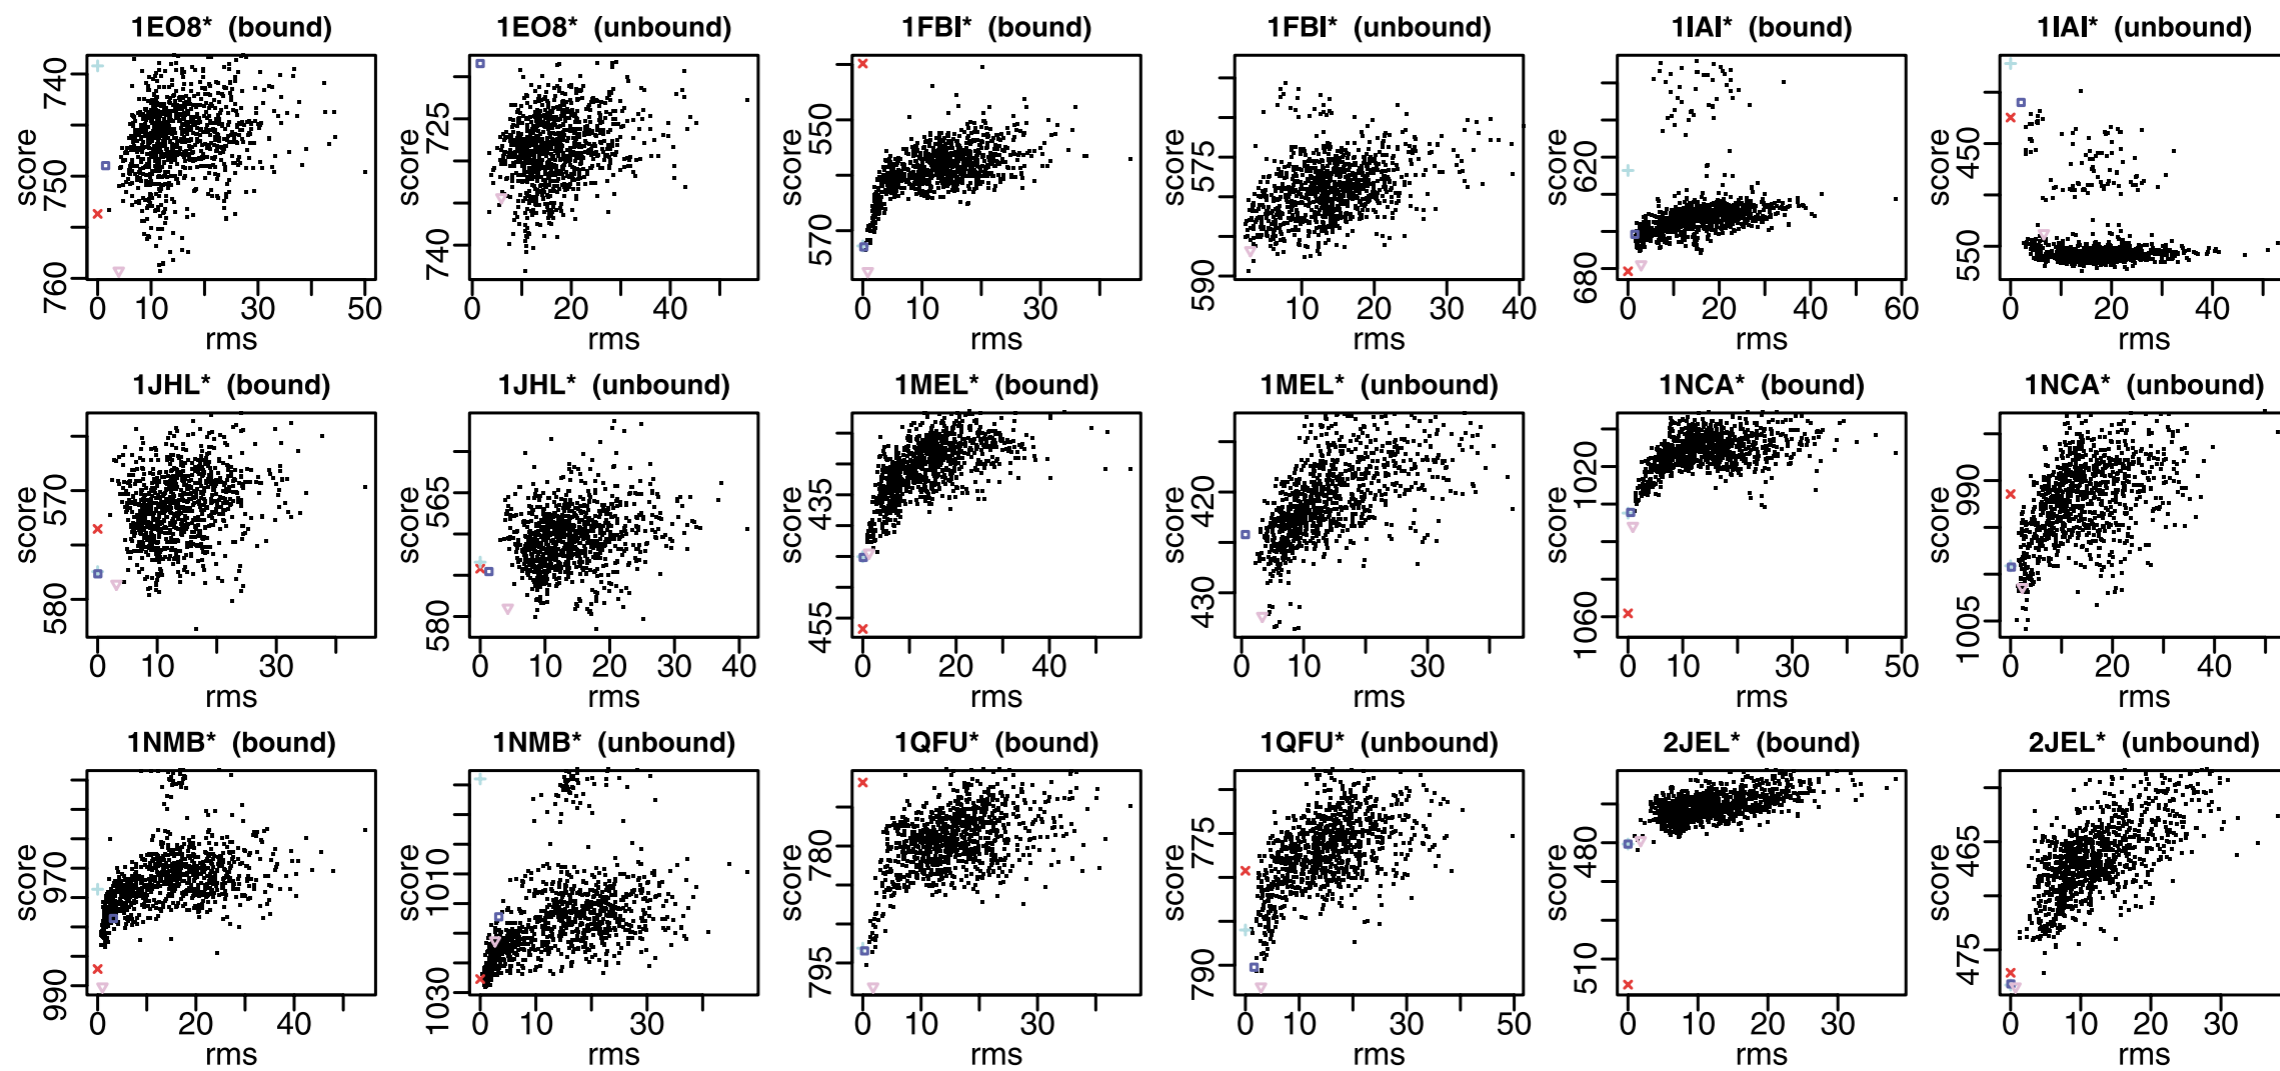 1EO8* (bound) 1EO8* (unbound) 1FBI* (bound) 1FBI* (unbound) 1IAI* (bound) 1IAI* (unbound)
score 740 750 760 score 725 740 score 550 570 score 575 590 score 620 680 score 450 550
0 10 20 30 40 50 0 20 40 0 10 30 10 20 30 40 0 20 40 60 0 20 40
rms rms rms rms rms rms
1JHL* (bound) 1JHL* (unbound) 1MEL* (bound) 1MEL* (unbound) 1NCA* (bound) 1NCA* (unbound)
score 570 580 score 565 580 score 435 455 score 420 430 score 1020 1060 score 990 1005
0 10 30 0 10 20 30 40 0 20 40 0 10 30 0 10 30 50 0 20 40
rms rms rms rms rms rms
1NMB* (bound) 1NMB* (unbound) 1QFU* (bound) 1QFU* (unbound) 2JEL* (bound) 2JEL* (unbound)
score 970 990 score 1010 1030 score 780 795 score 775 790 score 480 510 score 465 475
0 20 40 0 10 20 30 0 10 30 0 10 30 50 0 10 30 0 10 30
rms rms rms rms rms rms